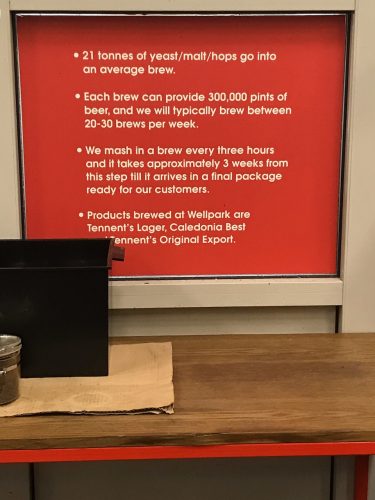 • 21 tonnes of yeast/malt/hops go into
an average brew.
• Each brew can provide 300,000 pints of
beer, and we will typically brew between
20-30 brews per week.
• We mash in a brew every three hours
and it takes approximately 3 weeks from
this step till it arrives in a final package
ready for our customers.
• Products brewed at Wellpark are
Tennent's Lager, Caledonia Best
Tennent's Original Export.